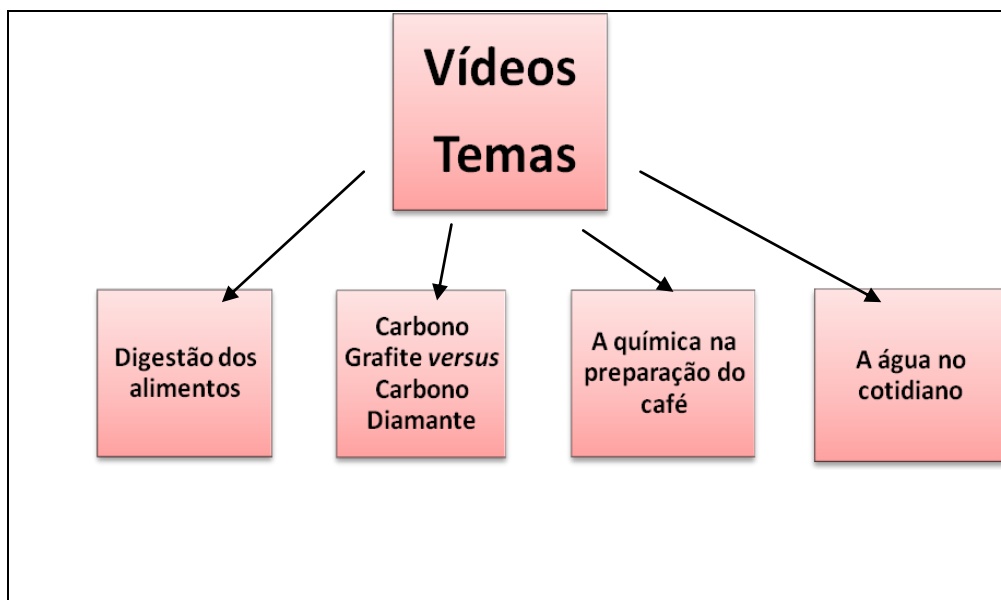 Vídeos
Temas
Digestão dos
alimentos
Carbono
Grafite versus
Carbono
Diamante
A química na
preparação do
café
A água no
cotidiano